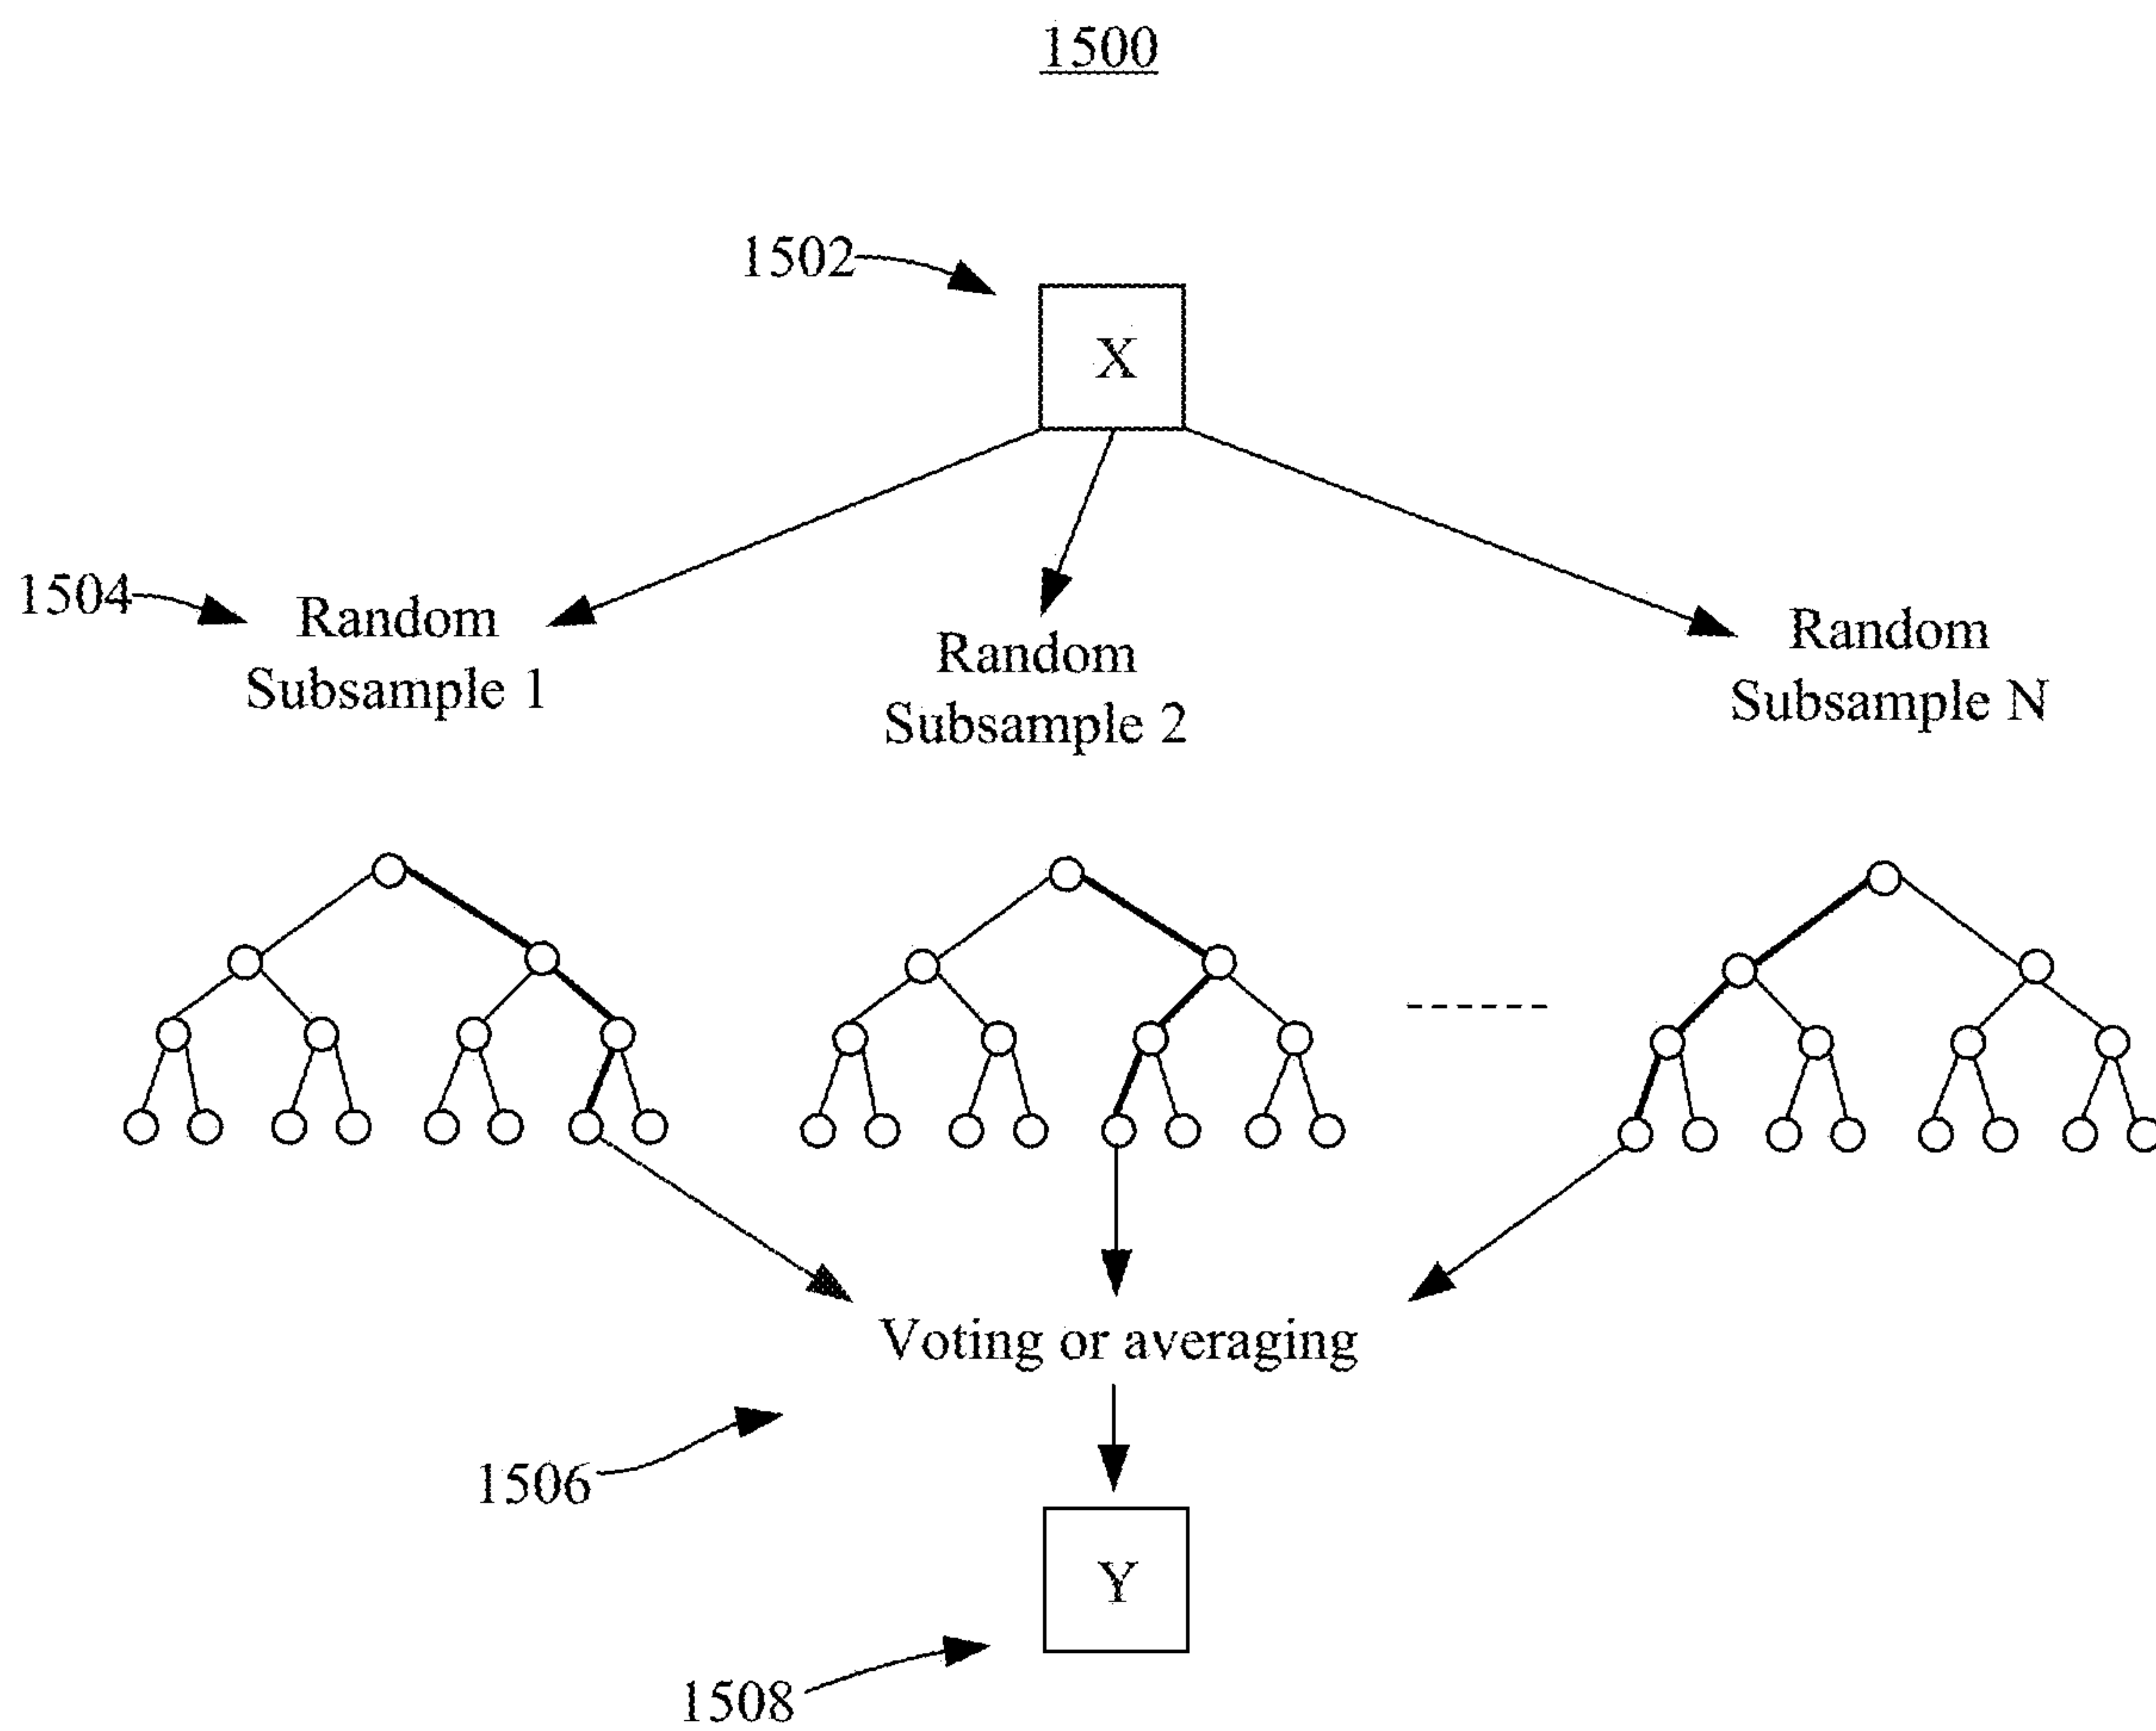 1500
1502
X
1504
Random
Subsample 1
Random
Subsample 2
Random
Subsample N
Voting or averaging
1506
Y
1508